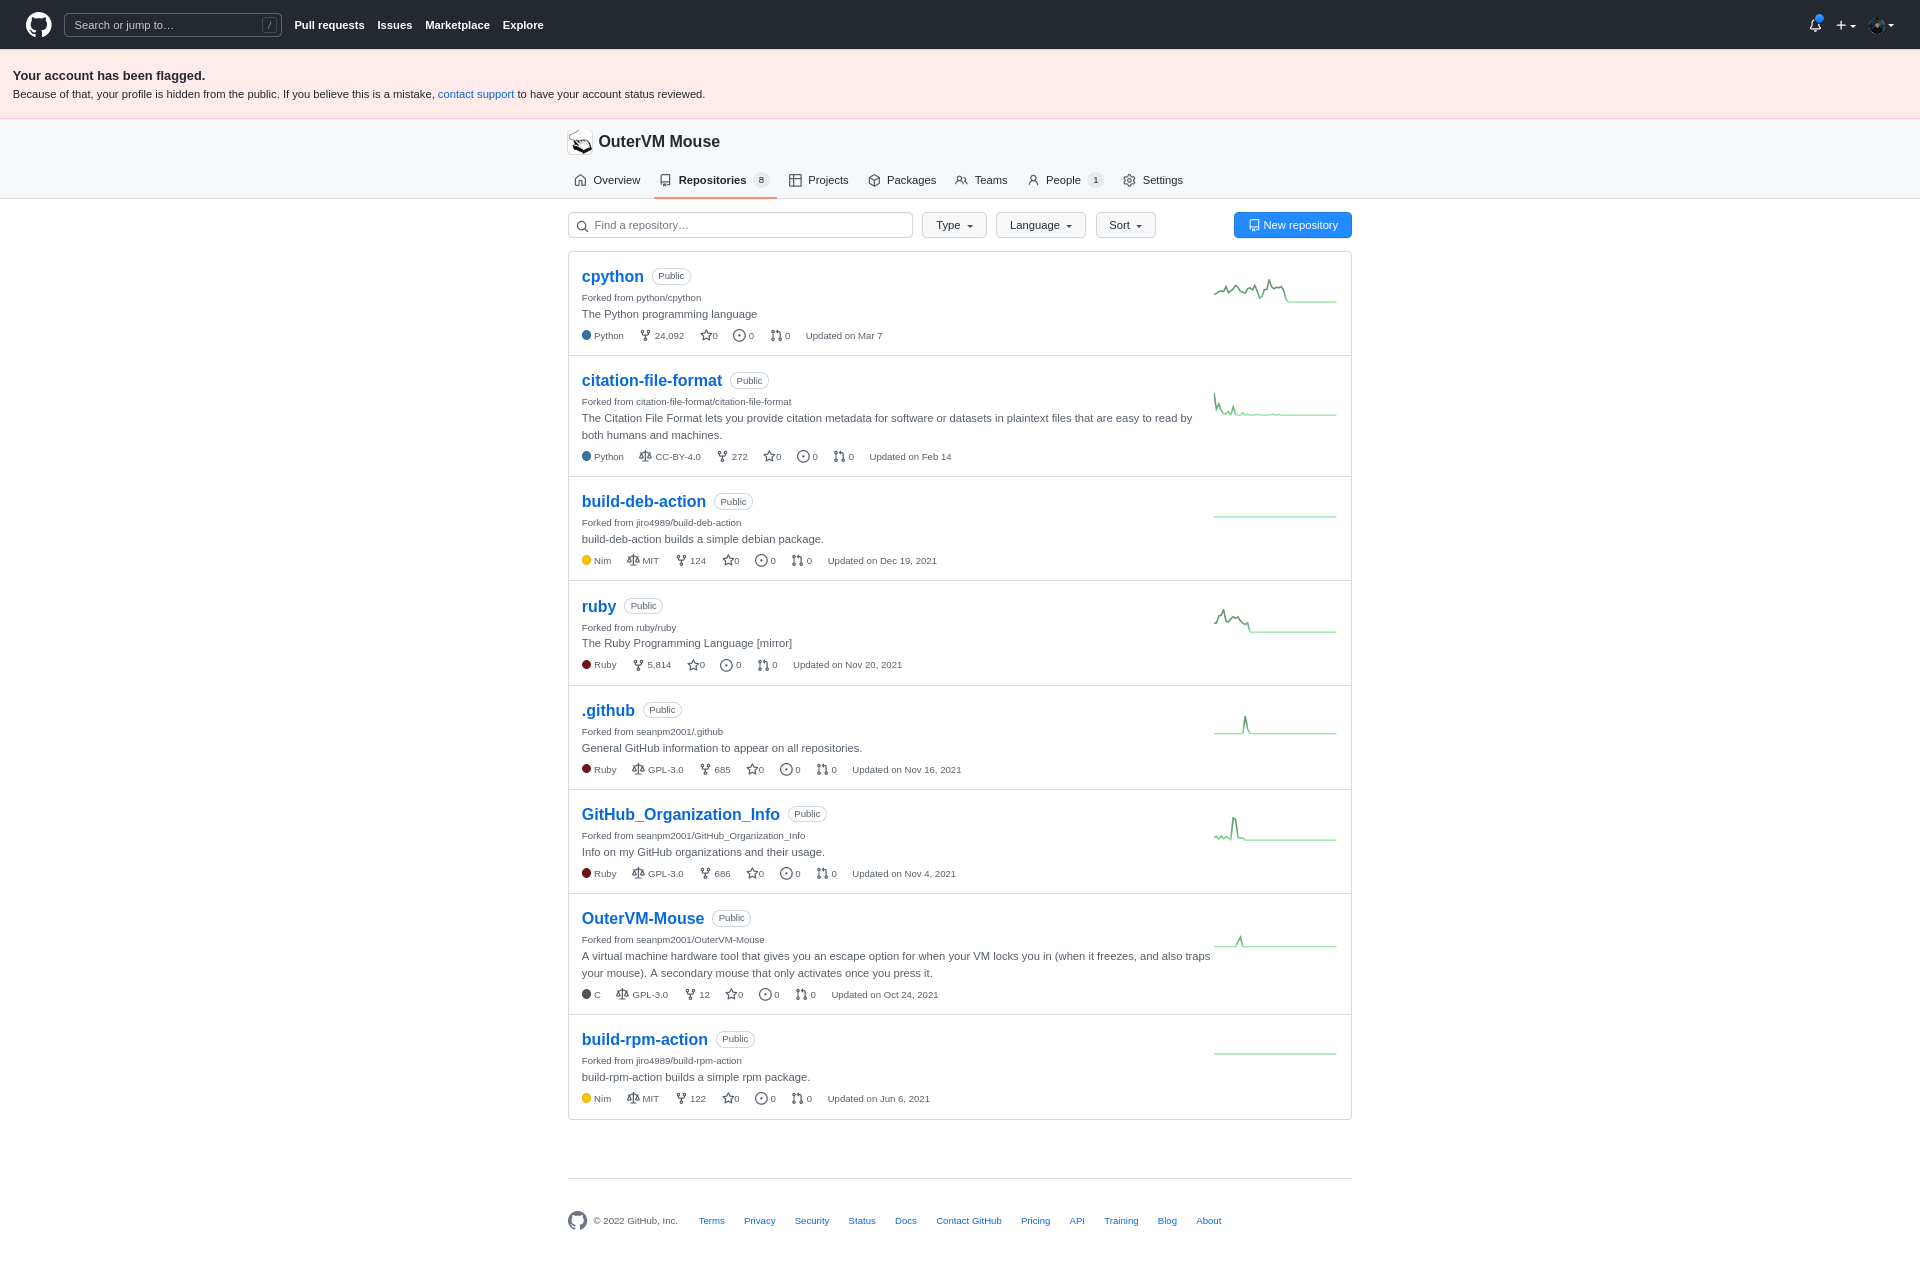 Search or jump to… /
Pull requests Issues Marketplace Explore
Your account has been flagged.
Because of that, your profile is hidden from the public. If you believe this is a mistake, contact support to have your account status reviewed.
OuterVM Mouse
Overview Repositories 8 Projects Packages Teams People 1 Settings
Find a repository… Type Language Sort New repository
cpython Public
Forked from python/cpython
The Python programming language
Python 24,092 0 0 0 Updated on Mar 7
citation-file-format Public
Forked from citation-file-format/citation-file-format
The Citation File Format lets you provide citation metadata for software or datasets in plaintext files that are easy to read by
both humans and machines.
Python CC-BY-4.0 272 0 0 0 Updated on Feb 14
build-deb-action Public
Forked from jiro4989/build-deb-action
build-deb-action builds a simple debian package.
Nim MIT 124 0 0 0 Updated on Dec 19, 2021
ruby Public
Forked from ruby/ruby
The Ruby Programming Language [mirror]
Ruby 5,814 0 0 0 Updated on Nov 20, 2021
.github Public
Forked from seanpm2001/.github
General GitHub information to appear on all repositories.
Ruby GPL-3.0 685 0 0 0 Updated on Nov 16, 2021
GitHub_Organization_Info Public
Forked from seanpm2001/GitHub_Organization_Info
Info on my GitHub organizations and their usage.
Ruby GPL-3.0 686 0 0 0 Updated on Nov 4, 2021
OuterVM-Mouse Public
Forked from seanpm2001/OuterVM-Mouse
A virtual machine hardware tool that gives you an escape option for when your VM locks you in (when it freezes, and also traps
your mouse). A secondary mouse that only activates once you press it.
C GPL-3.0 12 0 0 0 Updated on Oct 24, 2021
build-rpm-action Public
Forked from jiro4989/build-rpm-action
build-rpm-action builds a simple rpm package.
Nim MIT 122 0 0 0 Updated on Jun 6, 2021
© 2022 GitHub, Inc. Terms Privacy Security Status Docs Contact GitHub Pricing API Training Blog About